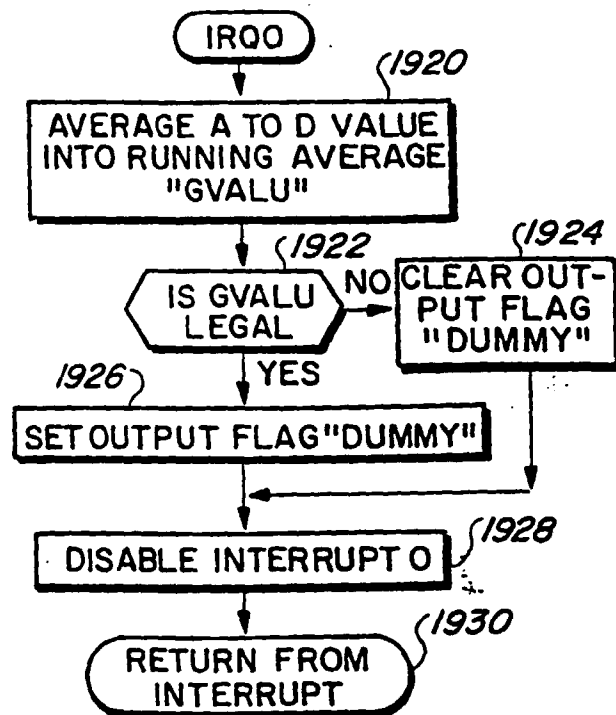 IRQO
1920
AVERAGE A TO D VALUE
INTO RUNNING AVERAGE
"GVALU"
1922
IS GVALU
LEGAL
NO
1924
CLEAR OUT-
PUT FLAG
"DUMMY"
YES
1926
SET OUTPUT FLAG "DUMMY"
DISABLE INTERRUPT O
1928
1930
RETURN FROM
INTERRUPT